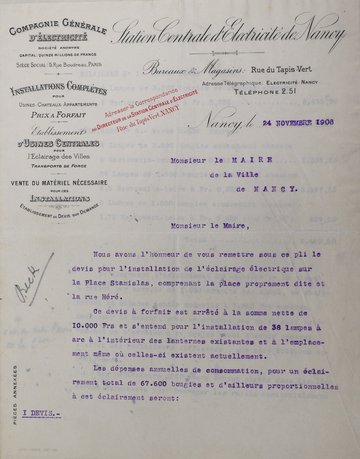 COMPAGNIE GÉNÉRALE
D'ÉLECTRICITÉ
SOCIÉTÉ ANONYME
CAPITAL: QUINZE MILLIONS DE FRANCS
SIÈGE SOCIAL: 5, Rue Boudreau, PARIS
INSTALLATIONS COMPLÈTES
POUR
USINES, CHATEAUX, APPARTEMENTS
PRIX A FORFAIT
Établissements
D'USINES CENTRALES
POUR
L'ÉCLAIRAGE DES VILLES
TRANSPORTS DE FORCE
VENTE DU MATÉRIEL NÉCESSAIRE
POUR CES
INSTALLATIONS
ÉTABLISSEMENT DE DEVIS SUR DEMANDE
Station Centrale d'Électricité de Nancy
Bureaux & Magasins: Rue du Tapis-Vert
Adresse Télégraphique: ÉLECTRICITÉ-NANCY
TÉLÉPHONE 2.51
Adresser la Correspondance
au DIRECTEUR DE LA STATION CENTRALE D'ÉLECTRICITÉ
Rue du Tapis-Vert, NANCY
Nancy, le 24 NOVEMBRE 1908
Monsieur le MAIRE
de la Ville
de NANCY.
Monsieur le Maire,
Nous avons l'honneur de vous remettre sous ce pli le
devis pour l'installation de l'éclairage électrique sur
la Place Stanislas, comprenant la place proprement dite et
la rue Héré.
Ce devis à forfait est arrêté à la somme nette de
10.000 Frs et s'entend pour l'installation de 38 lampes à
arc à l'intérieur des lanternes existantes et à l'emplace-
ment même où celles-ci existent actuellement.
Les dépenses annuelles de consommation, pour un éclai-
rement total de 67.600 bougies et d'ailleurs proportionnelles
à cet éclairement seront:
Beck
PIÈCES ANNEXÉES
I DEVIS.-